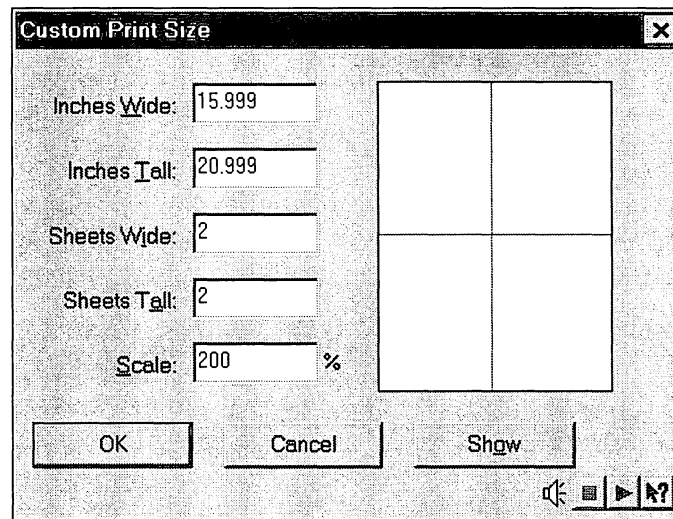 Custom Print Size
Inches Wide: 15.999
Inches Tall: 20.999
Sheets Wide: 2
Sheets Tall: 2
Scale: 200 %
OK Cancel Show
?